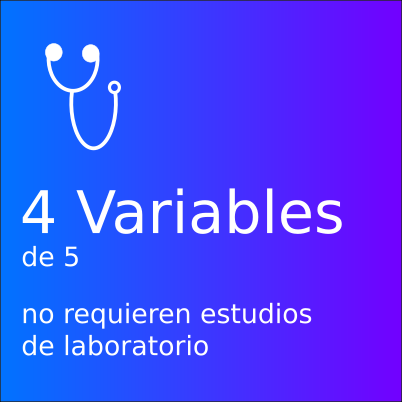 4 Variables
de 5
no requieren estudios
de laboratorio